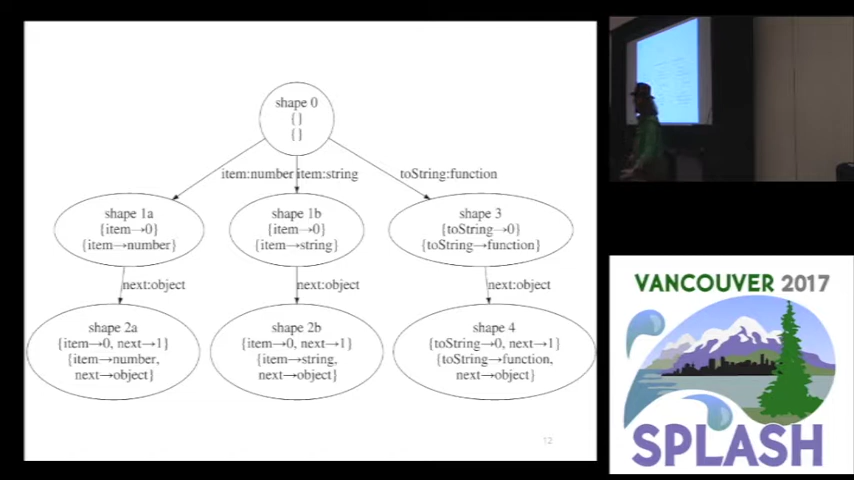 shape 0
{}
{}
item:number item:string
toString:function
shape 1a
{item→0}
{item→number}
shape 1b
{item→0}
{item→string}
shape 3
{toString→0}
{toString→function}
next:object
next:object
next:object
shape 2a
{item→0, next→1}
{item→number,
next→object}
shape 2b
{item→0, next→1}
{item→string,
next→object}
shape 4
{toString→0, next→1}
{toString→function,
next→object}
12
VANCOUVER 2017
SPLASH